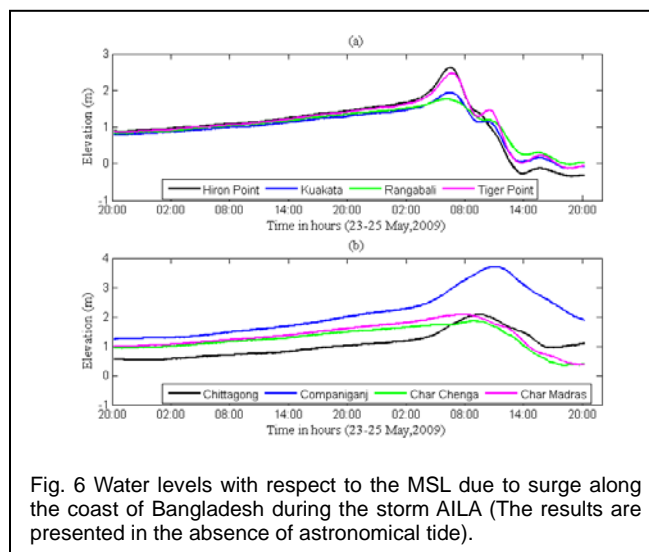 (a)
3
2
1
0
-1
Elevation (m)
Hiron Point Kuakata Rangabali Tiger Point
20:00 02:00 08:00 14:00 20:00 02:00 08:00 14:00 20:00
Time in hours (23-25 May,2009)
(b)
4
3
2
1
0
-1
Elevation (m)
Chittagong Companiganj Char Chenga Char Madras
20:00 02:00 08:00 14:00 20:00 02:00 08:00 14:00 20:00
Time in hours (23-25 May,2009)
Fig. 6 Water levels with respect to the MSL due to surge along
the coast of Bangladesh during the storm AILA (The results are
presented in the absence of astronomical tide).